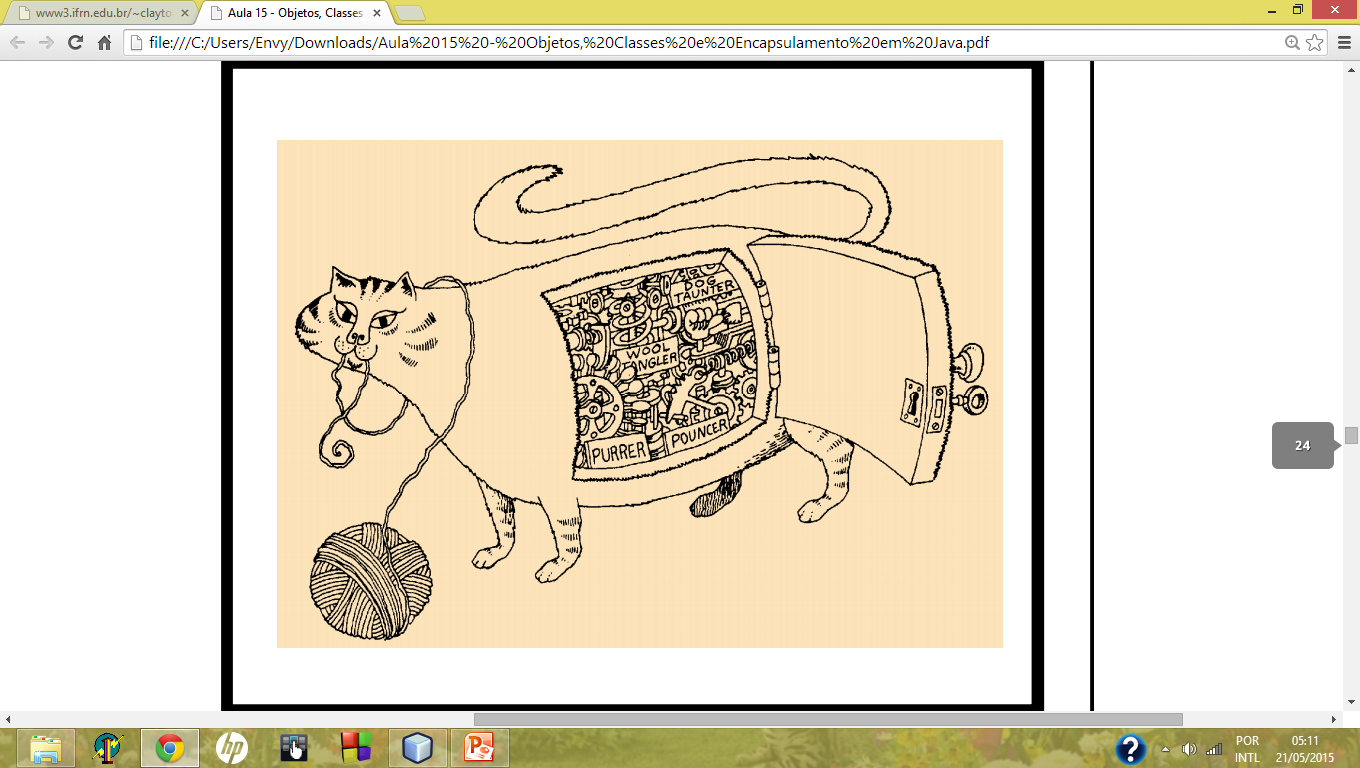 www3.ifrn.edu.br/~clayto
Aula 15 - Objetos, Classes
file:///C:/Users/Envy/Downloads/Aula%2015%20-%20Objetos,%20Classes%20e%20Encapsulamento%20em%20Java.pdf
DOG
TAUNTER
WOOL
TANGLER
PURRER
POUNCER
24
hp
P
?
POR
INTL
05:11
21/05/2015